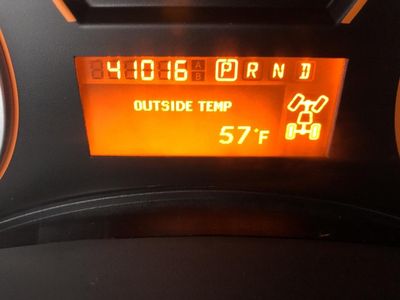 41016 A B P R N D
OUTSIDE TEMP
57°F